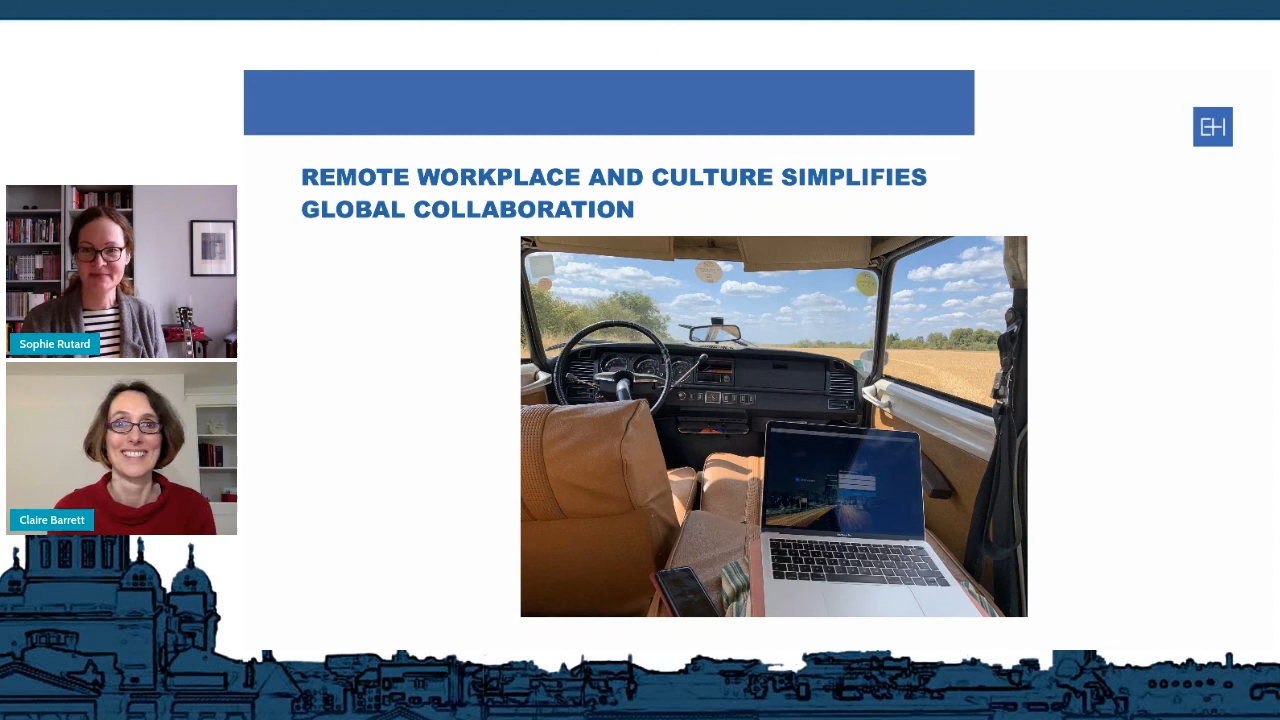 EH
REMOTE WORKPLACE AND CULTURE SIMPLIFIES
GLOBAL COLLABORATION
Sophie Rutard
Claire Barrett